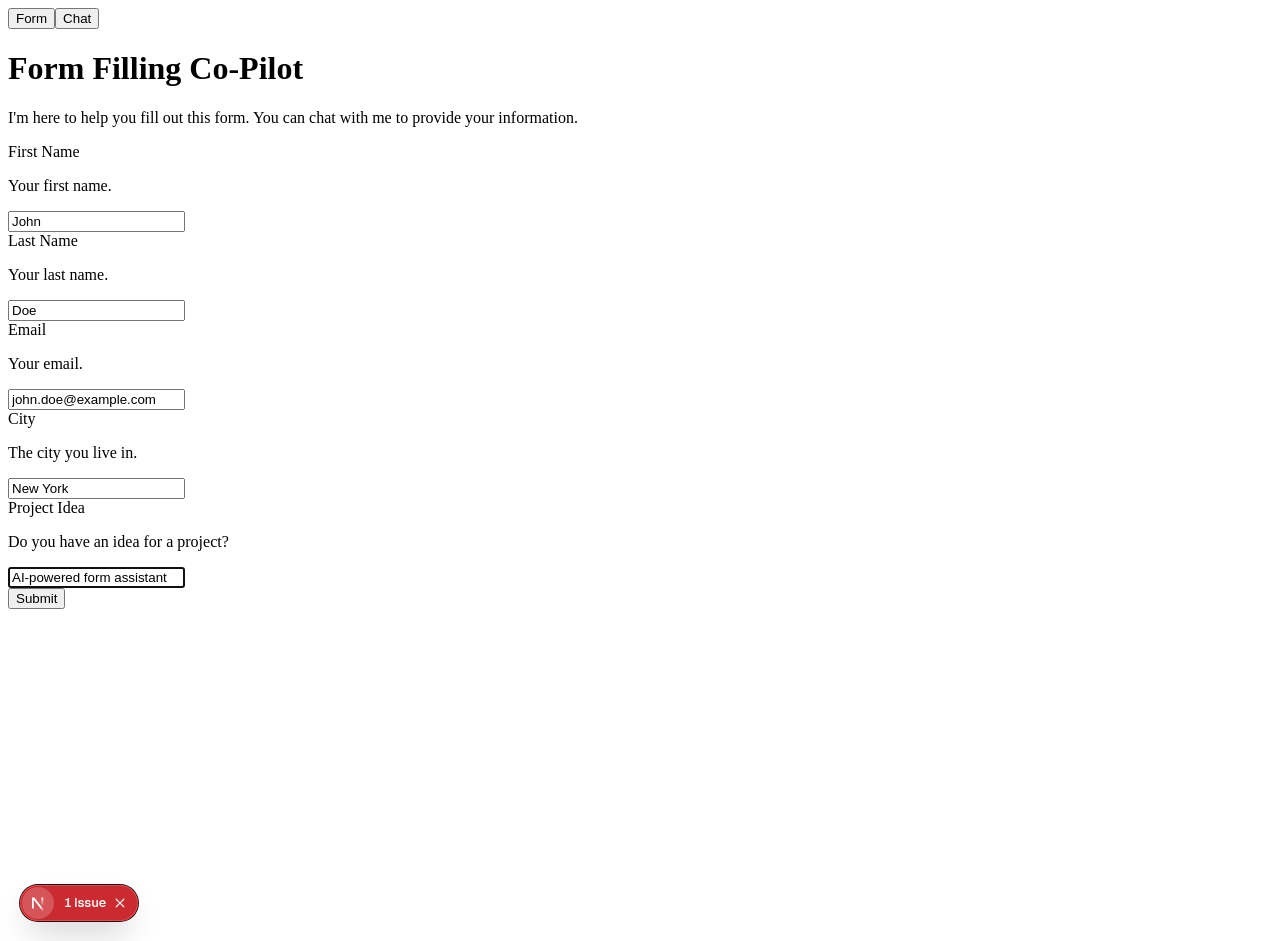 Form Chat
Form Filling Co-Pilot
I'm here to help you fill out this form. You can chat with me to provide your information.
First Name
Your first name.
John
Last Name
Your last name.
Doe
Email
Your email.
john.doe@example.com
City
The city you live in.
New York
Project Idea
Do you have an idea for a project?
AI-powered form assistant
Submit
1 Issue